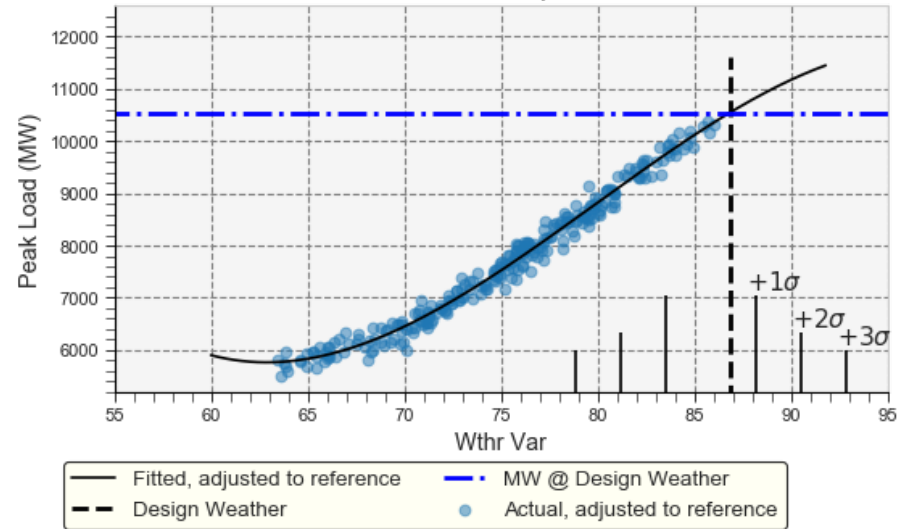 12000
11000
10000
9000
8000
7000
6000
Peak Load (MW)
+1σ
+2σ
+3σ
55 60 65 70 75 80 85 90 95
Wthr Var
Fitted, adjusted to reference
MW @ Design Weather
Design Weather
Actual, adjusted to reference